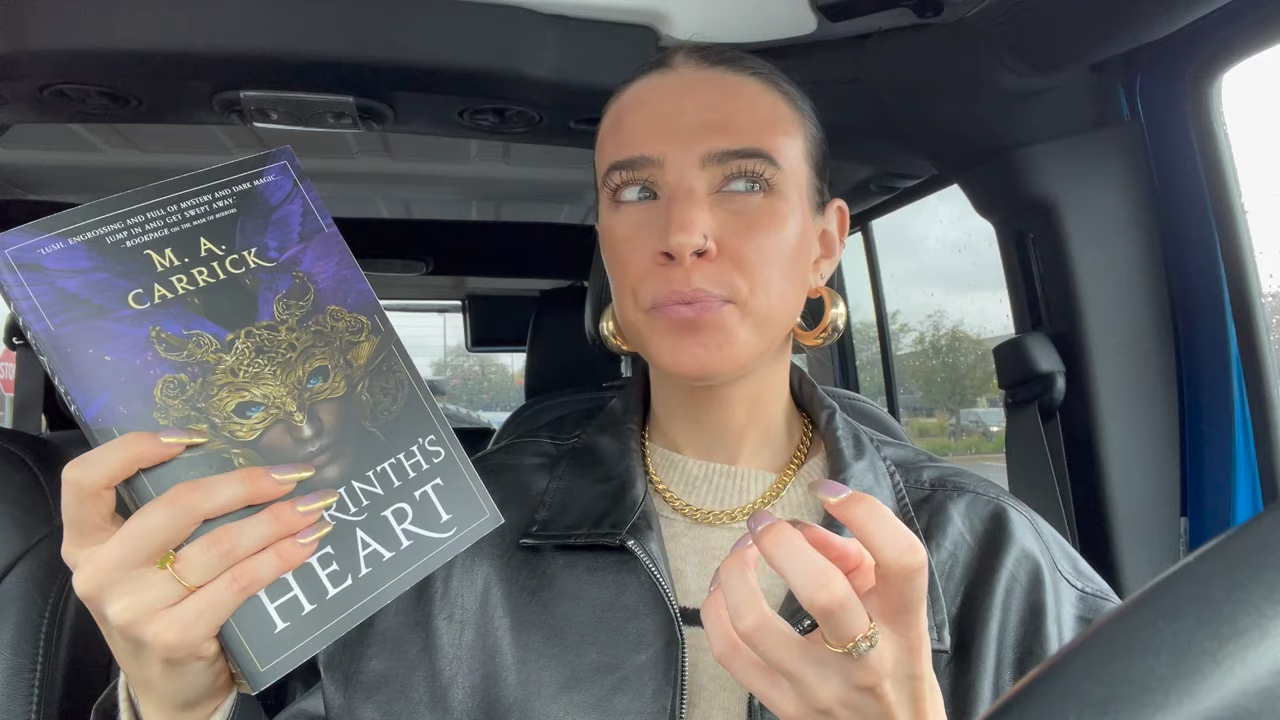 "LUSH, ENGROSSING AND FULL OF MYSTERY AND DARK MAGIC...
JUMP IN AND GET SWEPT AWAY."
—BOOKPAGE ON THE MASK OF MIRRORS
M. A.
CARRICK
RINTH'S
HEART
STO